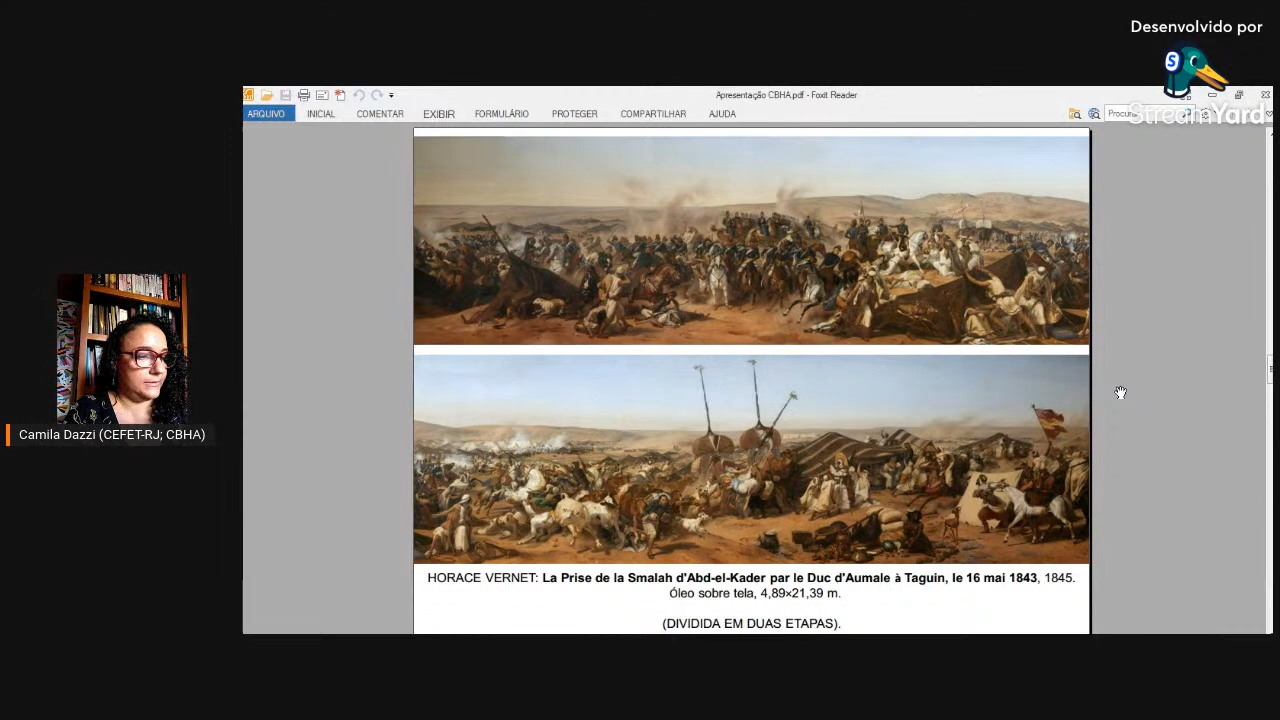 Desenvolvido por
StreamYard
Apresentação CBHA.pdf - Foxit Reader
ARQUIVO INICIAL COMENTAR EXIBIR FORMULÁRIO PROTEGER COMPARTILHAR AJUDA
Camila Dazzi (CEFET-RJ; CBHA)
HORACE VERNET: La Prise de la Smalah d'Abd-el-Kader par le Duc d'Aumale à Taguin, le 16 mai 1843, 1845.
Óleo sobre tela, 4,89×21,39 m.
(DIVIDIDA EM DUAS ETAPAS).